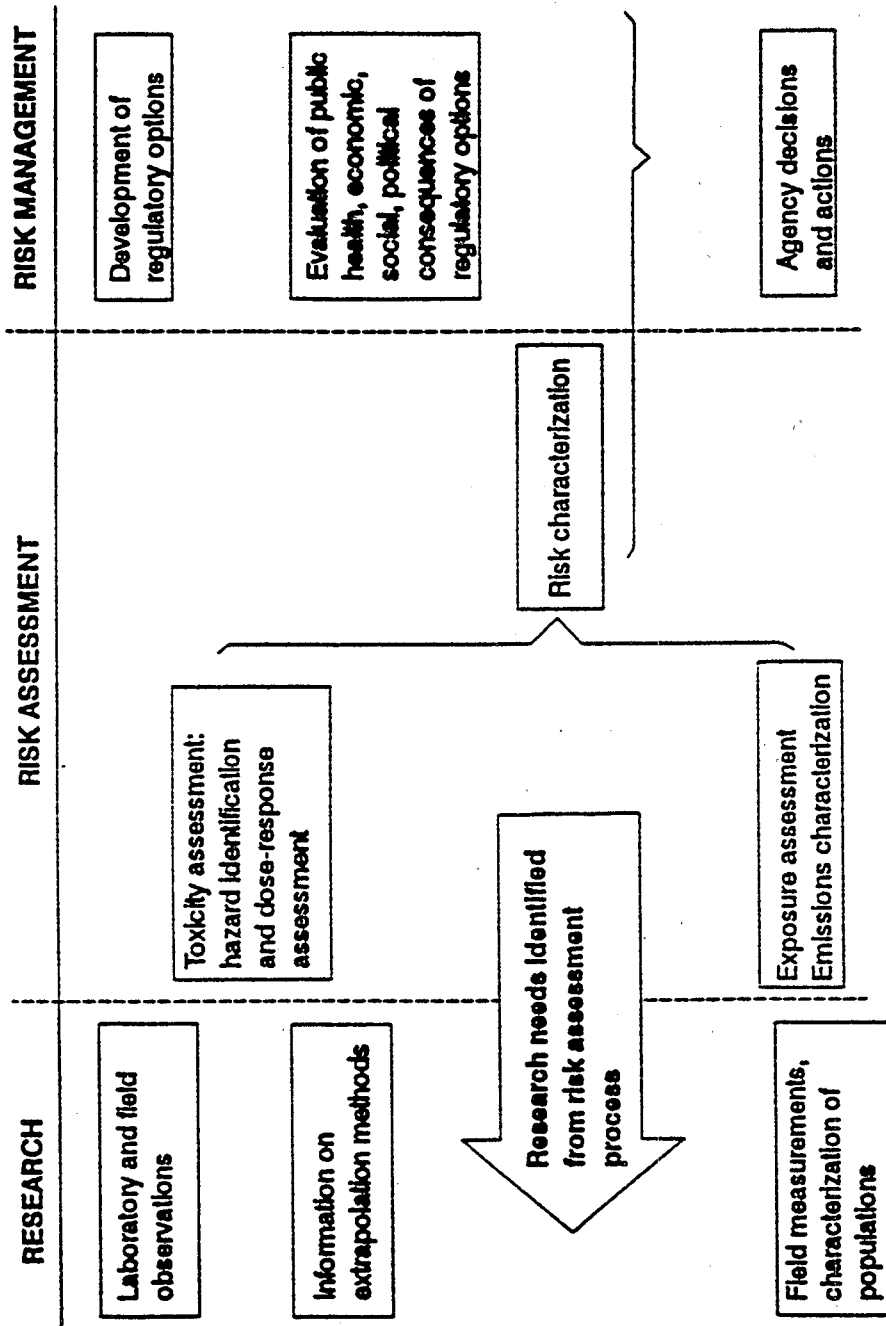 RESEARCH
RISK ASSESSMENT
RISK MANAGEMENT
Laboratory and field
observations
Information on
extrapolation methods
Field measurements,
characterization of
populations
Toxicity assessment:
hazard identification
and dose-response
assessment
Research needs identified
from risk assessment
process
Exposure assessment
Emissions characterization
Risk characterization
Development of
regulatory options
Evaluation of public
health, economic,
social, political
consequences of
regulatory options
Agency decisions
and actions